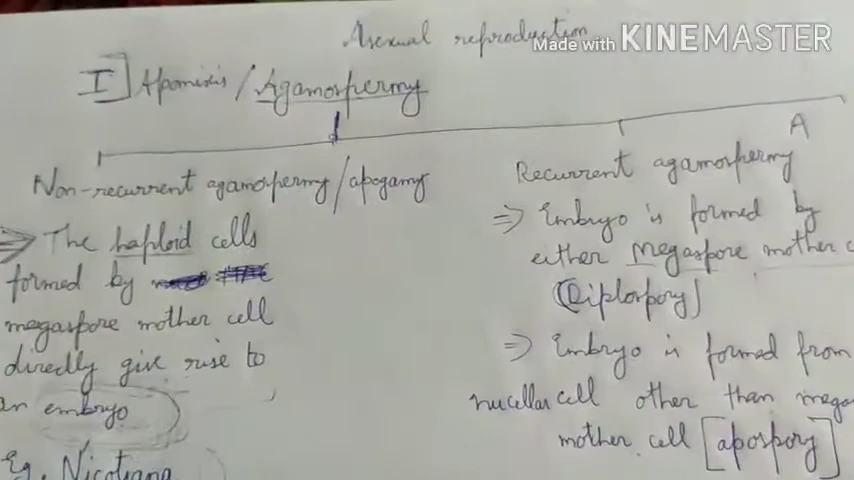 Asexual reproduction
Made with KINEMASTER
I] Apomixis / Agamospermy
Non-recurrent agamospermy/apogamy
⇒ The haploid cells
formed by
megaspore mother cell
directly give rise to
an embryo
Eg. Nicotiana
Recurrent agamospermy
⇒ Embryo is formed by
either Megaspore mother c
(Diplospory)
⇒ Embryo is formed from
nucellar cell other than mega
mother cell [apospory]
A